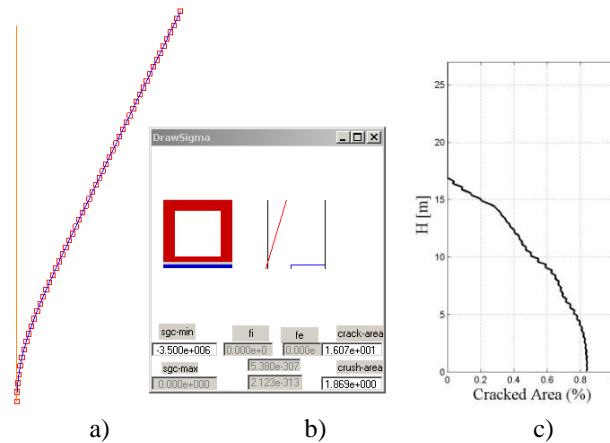 DrawSigma
sgc-min
fi
fe
crack-area
-3.500e+006
0.000e+0
0.000e
1.607e+001
sgc-max
5.380e-307
crush-area
0.000e+000
2.123e-313
1.869e+000
25
20
15
10
5
0
H [m]
0
0.2
0.4
0.6
0.8
Cracked Area (%)
a)
b)
c)